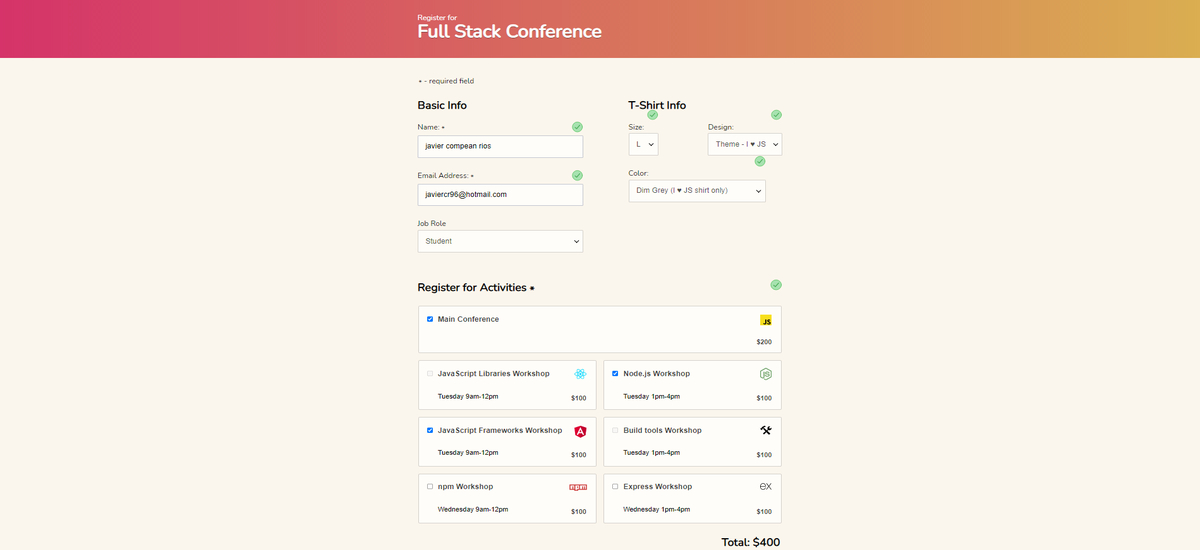 Register for
Full Stack Conference
* - required field
Basic Info
Name: *
javier compean rios
Email Address: *
javiercr96@hotmail.com
Job Role
Student
T-Shirt Info
Size:
L
Design:
Theme - I ♥ JS
Color:
Dim Grey (I ♥ JS shirt only)
Register for Activities *
Main Conference
JS
$200
JavaScript Libraries Workshop
Tuesday 9am-12pm $100
Node.js Workshop
JS
Tuesday 1pm-4pm $100
JavaScript Frameworks Workshop
A
Tuesday 9am-12pm $100
Build tools Workshop
Tuesday 1pm-4pm $100
npm Workshop
npm
Wednesday 9am-12pm $100
Express Workshop
ex
Wednesday 1pm-4pm $100
Total: $400